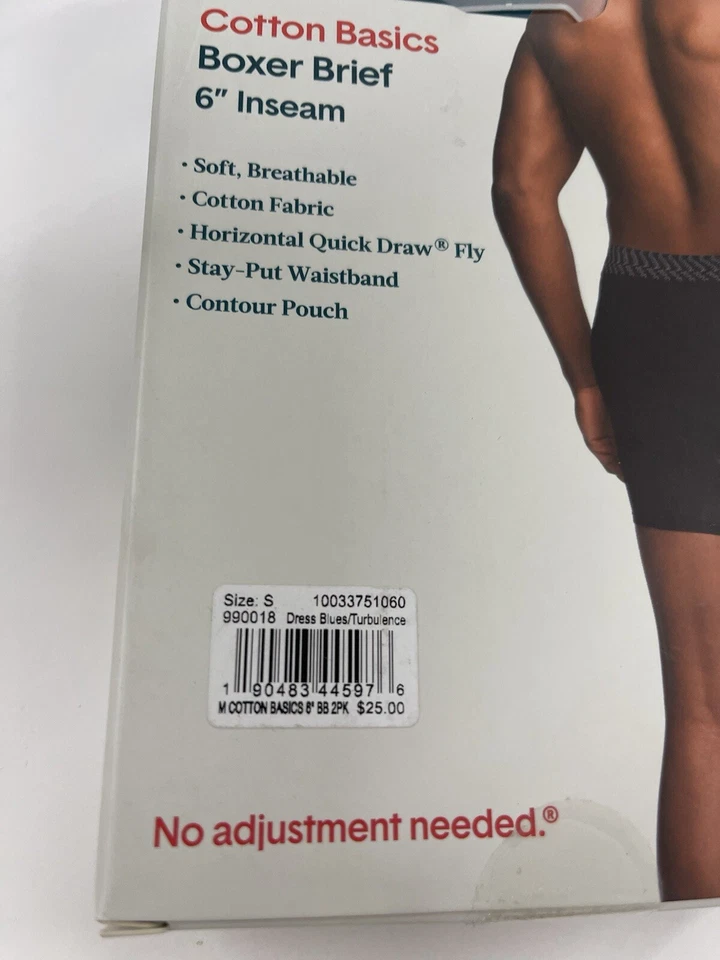 Cotton Basics
Boxer Brief
6" Inseam
· Soft, Breathable
· Cotton Fabric
· Horizontal Quick Draw® Fly
· Stay-Put Waistband
· Contour Pouch
Size: S 10033751060
990018 Dress Blues/Turbulence
1 90483 44597 6
M COTTON BASICS 8" BB 2PK $25.00
No adjustment needed.®